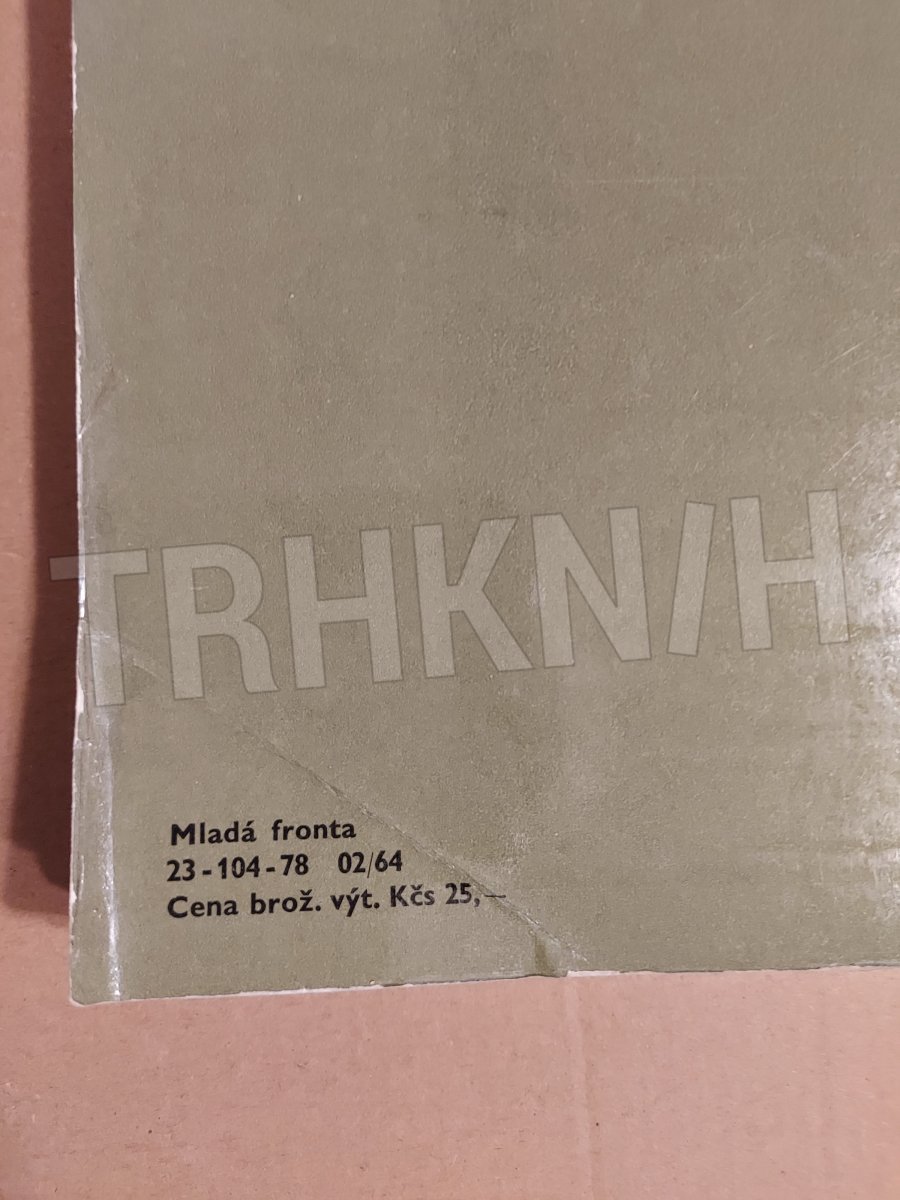 TRHKNIH
Mladá fronta
23-104-78 02/64
Cena brož. výt. Kčs 25,—